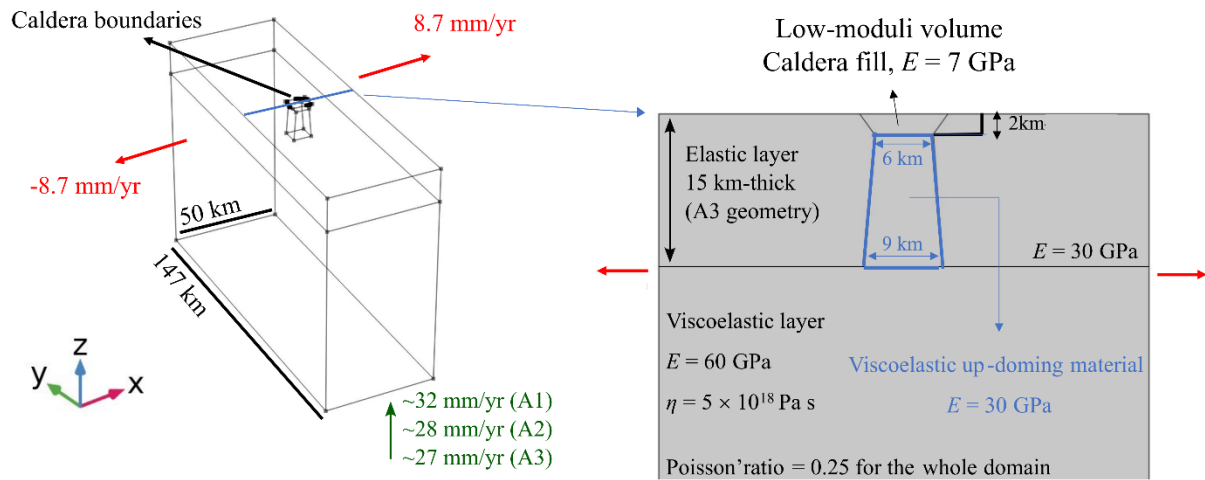 Caldera boundaries
8.7 mm/yr
-8.7 mm/yr
50 km
147 km
z
y
x
~32 mm/yr (A1)
~28 mm/yr (A2)
~27 mm/yr (A3)
Low-moduli volume
Caldera fill, E = 7 GPa
2km
6 km
Elastic layer
15 km-thick
(A3 geometry)
9 km
E = 30 GPa
Viscoelastic layer
E = 60 GPa
η = 5 × 10¹⁸ Pa s
Viscoelastic up-doming material
E = 30 GPa
Poisson'ratio = 0.25 for the whole domain